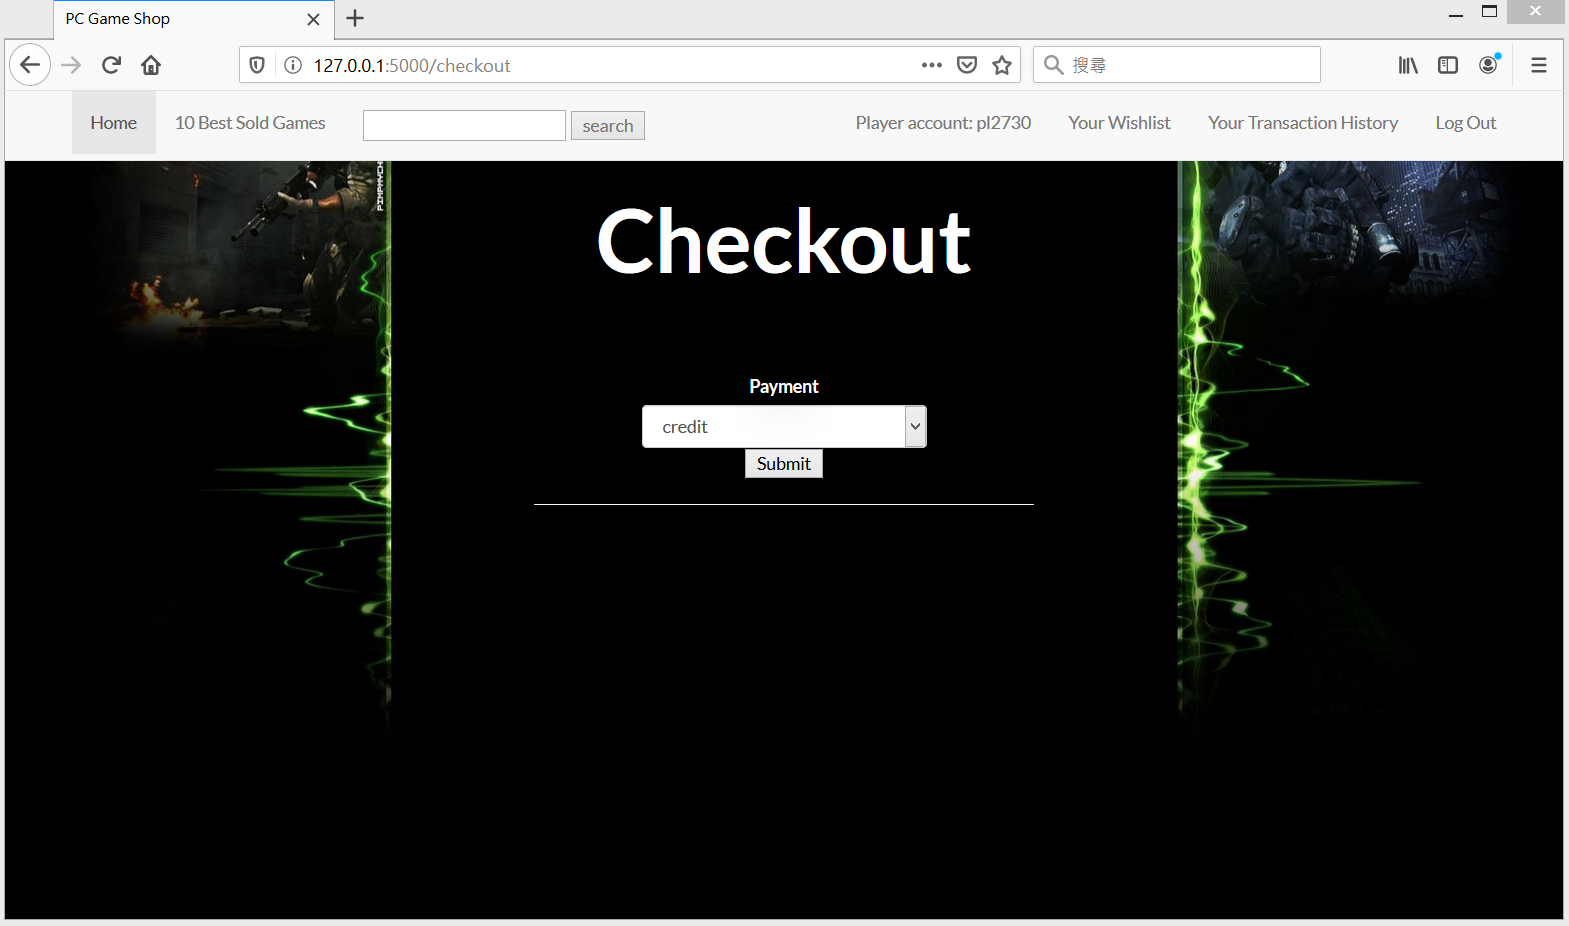 PC Game Shop
127.0.0.1:5000/checkout
搜尋
Home 10 Best Sold Games search Player account: pl2730 Your Wishlist Your Transaction History Log Out
PIMPMYCH
Checkout
Payment
credit
Submit